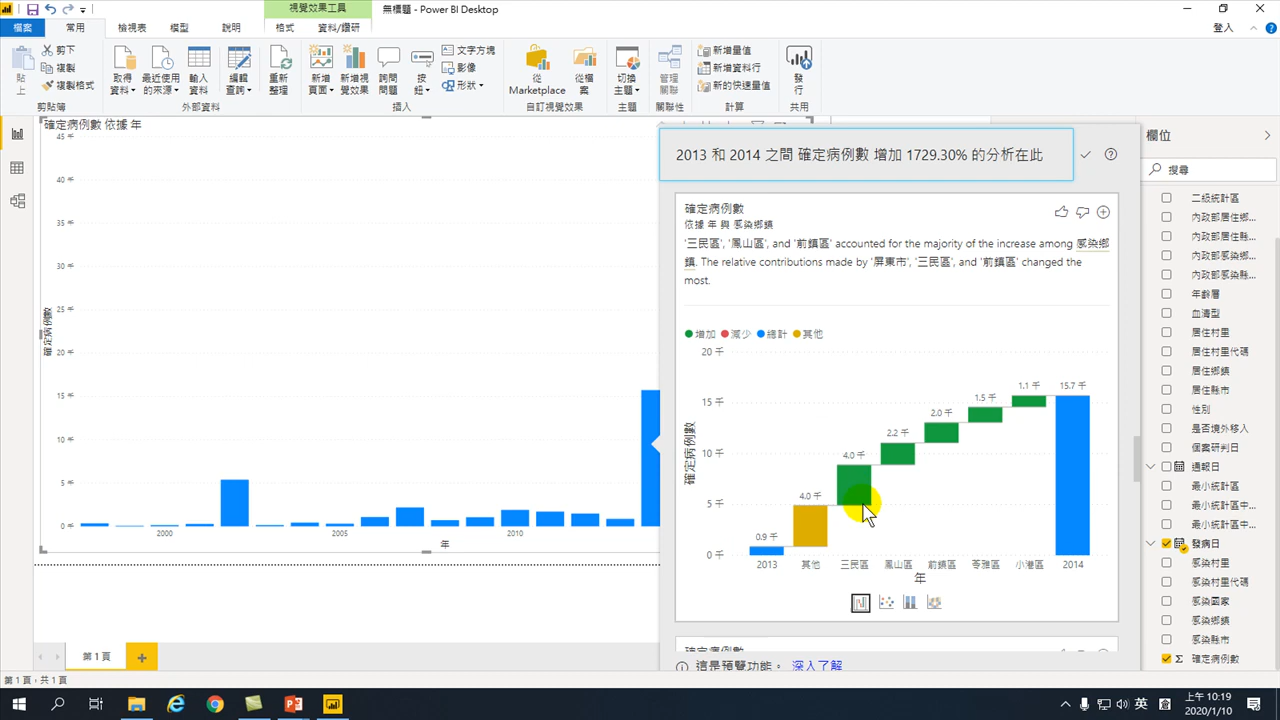 視覺效果工具
無標題 - Power BI Desktop
檔案
常用
檢視表
模型
說明
格式
資料/鑽研
登入
貼上
剪下
複製
複製格式
剪貼簿
取得資料
最近使用的來源
輸入資料
編輯查詢
外部資料
重新整理
新增頁面
新增視覺效果
詢問問題
按鈕
文字方塊
影像
形狀
插入
從 Marketplace
從檔案
自訂視覺效果
切換主題
主題
管理關聯
關聯性
新增量值
新增資料行
新的快速量值
計算
發行
共用
確定病例數 依據 年
45 千
40 千
35 千
30 千
25 千
20 千
15 千
10 千
5 千
0 千
確定病例數
2000
2005
2010
年
2013 和 2014 之間 確定病例數 增加 1729.30% 的分析在此
確定病例數
依據 年 與 感染鄉鎮
'三民區', '鳳山區', and '前鎮區' accounted for the majority of the increase among 感染鄉
鎮. The relative contributions made by '屏東市', '三民區', and '前鎮區' changed the
most.
增加 減少 總計 其他
20 千
15 千
10 千
5 千
0 千
確定病例數
0.9 千
4.0 千
4.0 千
2.2 千
2.0 千
1.5 千
1.1 千
15.7 千
2013 其他 三民區 鳳山區 前鎮區 苓雅區 小港區 2014
年
這是預覽功能。 深入了解
欄位
搜尋
二級統計區
內政部居住鄉...
內政部居住縣...
內政部感染鄉...
內政部感染縣...
年齡層
血清型
居住村里
居住村里代碼
居住鄉鎮
居住縣市
性別
是否境外移入
個案研判日
通報日
最小統計區
最小統計區中...
最小統計區中...
發病日
感染村里
感染村里代碼
感染國家
感染鄉鎮
感染縣市
Σ 確定病例數
第 1 頁
第 1 頁，共 1 頁
英
上午 10:19
2020/1/10